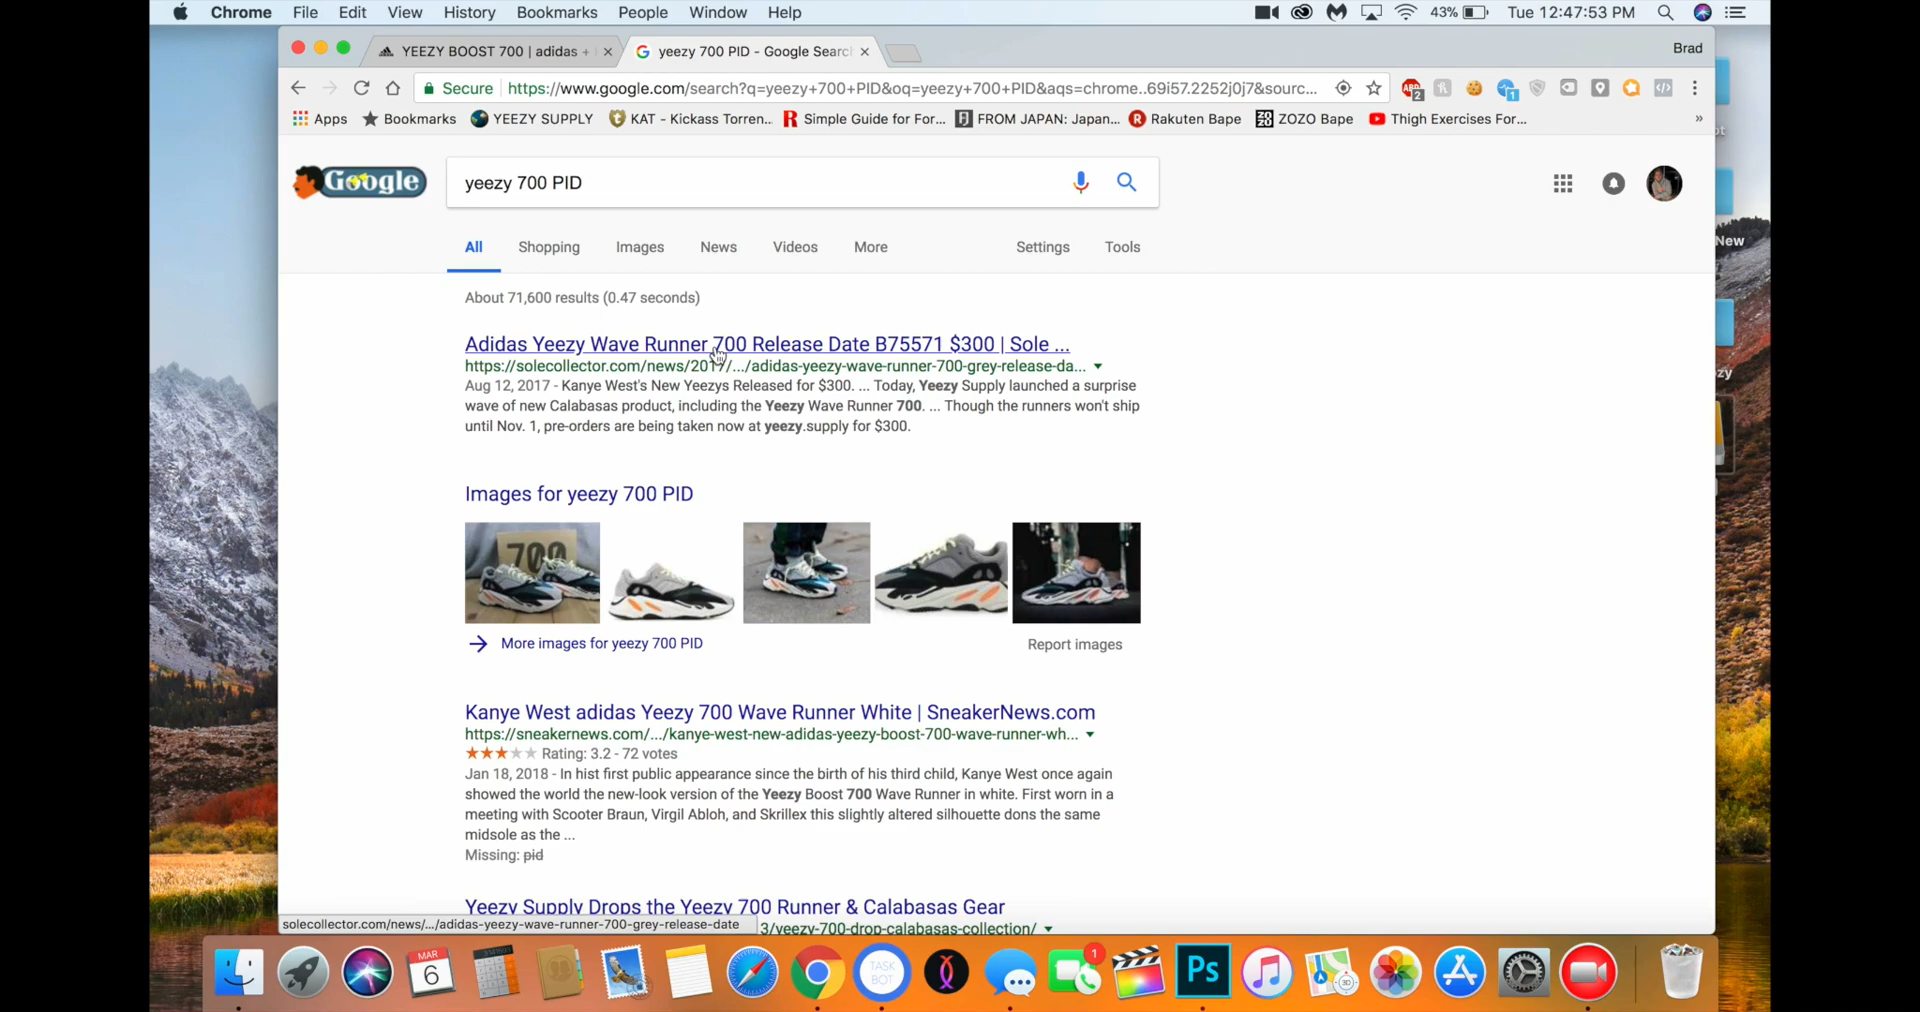 Chrome File Edit View History Bookmarks People Window Help 43% Tue 12:47:53 PM
YEEZY BOOST 700 | adidas + yeezy 700 PID - Google Searc Brad
Secure https://www.google.com/search?q=yeezy+700+PID&oq=yeezy+700+PID&aqs=chrome..69i57.2252j0j7&sourc... ABP 2 1
Apps Bookmarks YEEZY SUPPLY KAT - Kickass Torren... Simple Guide for For... FROM JAPAN: Japan... Rakuten Bape ZOZO Bape Thigh Exercises For... »
Google yeezy 700 PID
All Shopping Images News Videos More Settings Tools
New
About 71,600 results (0.47 seconds)
Adidas Yeezy Wave Runner 700 Release Date B75571 $300 | Sole ...
https://solecollector.com/news/2017/.../adidas-yeezy-wave-runner-700-grey-release-da...
Aug 12, 2017 - Kanye West's New Yeezys Released for $300. ... Today, Yeezy Supply launched a surprise
wave of new Calabasas product, including the Yeezy Wave Runner 700. ... Though the runners won't ship
until Nov. 1, pre-orders are being taken now at yeezy.supply for $300.
Images for yeezy 700 PID
700
More images for yeezy 700 PID Report images
Kanye West adidas Yeezy 700 Wave Runner White | SneakerNews.com
https://sneakernews.com/.../kanye-west-new-adidas-yeezy-boost-700-wave-runner-wh...
Rating: 3.2 - 72 votes
Jan 18, 2018 - In hist first public appearance since the birth of his third child, Kanye West once again
showed the world the new-look version of the Yeezy Boost 700 Wave Runner in white. First worn in a
meeting with Scooter Braun, Virgil Abloh, and Skrillex this slightly altered silhouette dons the same
midsole as the ...
Missing: pid
Yeezy Supply Drops the Yeezy 700 Runner & Calabasas Gear
solecollector.com/news/.../adidas-yeezy-wave-runner-700-grey-release-date 3/yeezy-700-drop-calabasas-collection/
MAR
6
TASK
BOT
1
Ps
3D